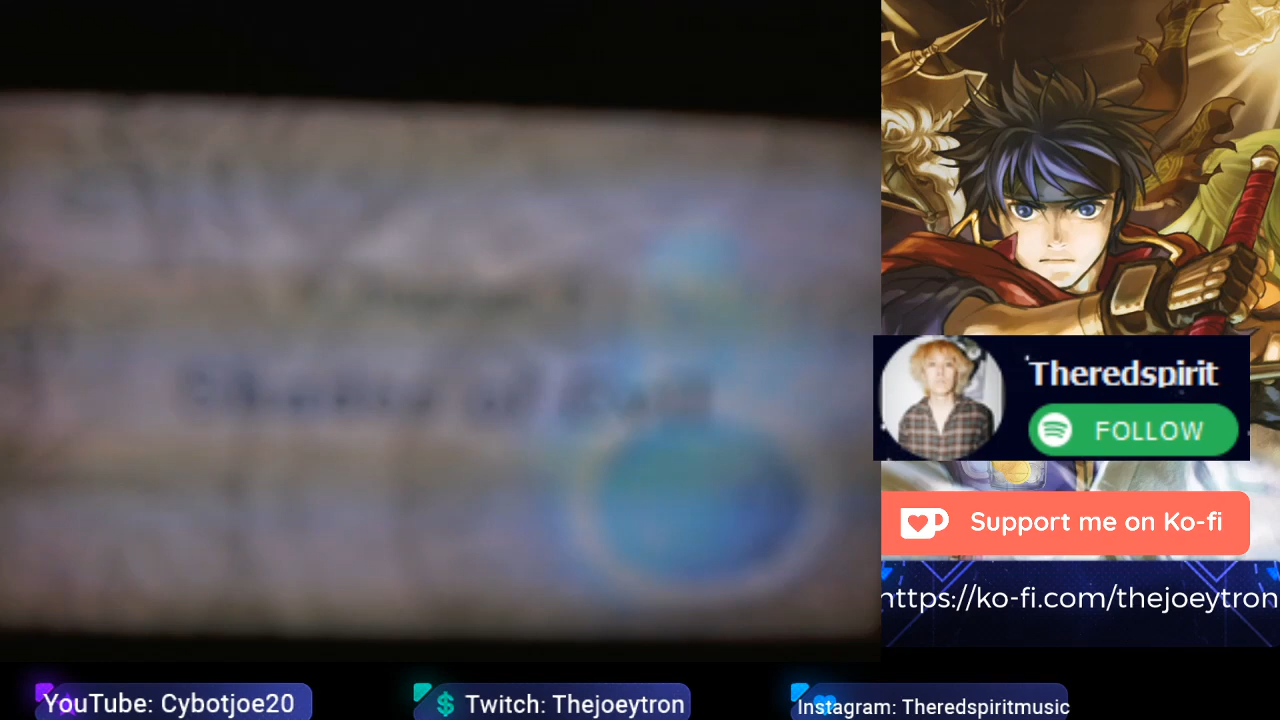 Theredspirit
FOLLOW
Support me on Ko-fi
https://ko-fi.com/thejoeytron
YouTube: Cybotjoe20
Twitch: Thejoeytron
Instagram: Theredspiritmusic